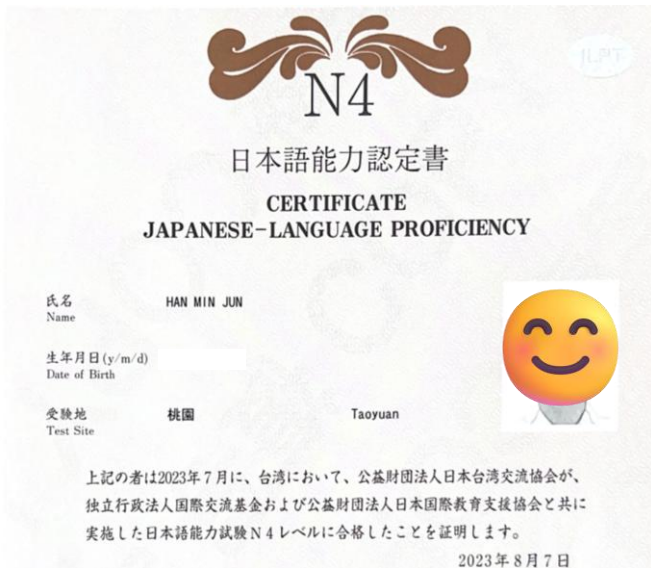 JLPT
N4
日本語能力認定書
CERTIFICATE
JAPANESE-LANGUAGE PROFICIENCY
氏名 HAN MIN JUN
Name
生年月日(y/m/d)
Date of Birth
受験地 桃園 Taoyuan
Test Site
上記の者は2023年7月に、台湾において、公益財団法人日本台湾交流協会が、
独立行政法人国際交流基金および公益財団法人日本国際教育支援協会と共に
実施した日本語能力試験N4レベルに合格したことを証明します。
2023年8月7日